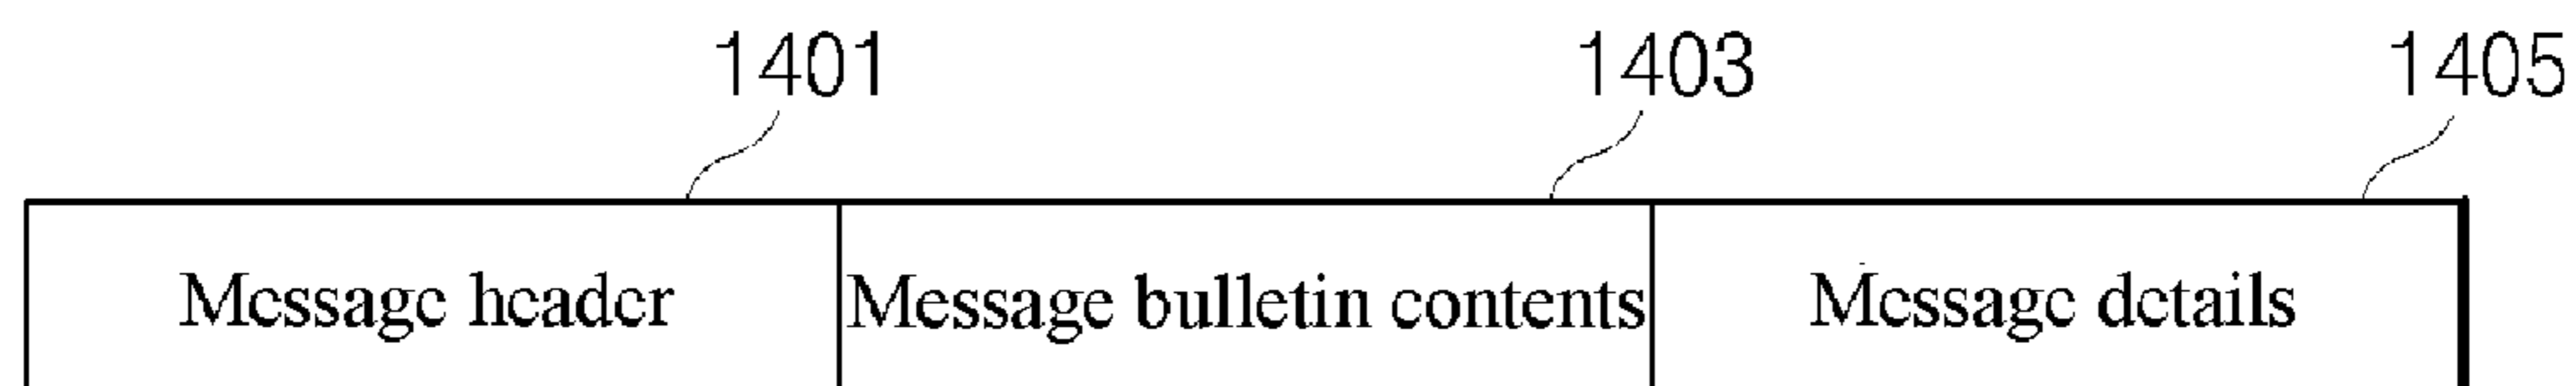 1401 1403 1405
Message header Message bulletin contents Message details